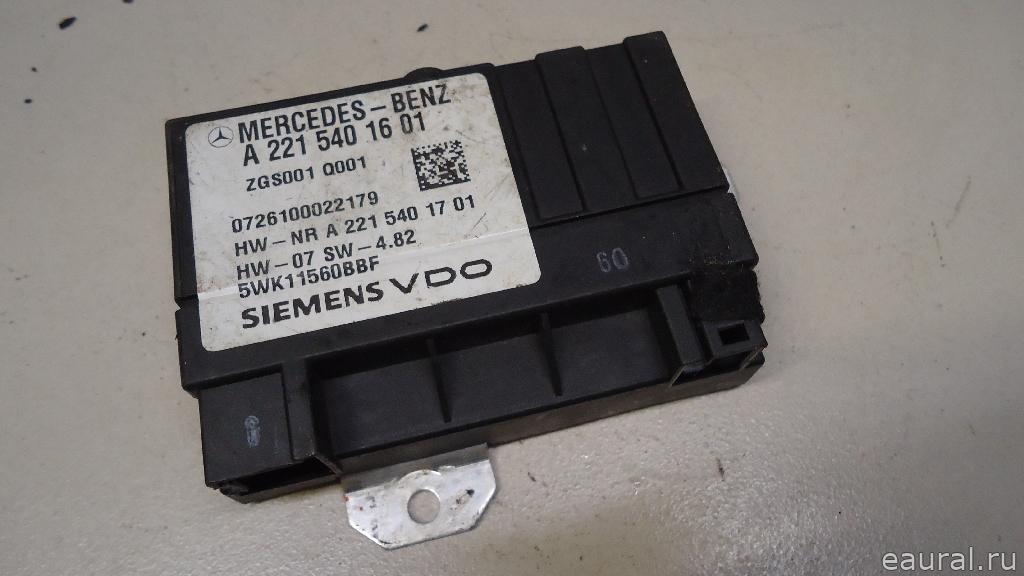 MERCEDES-BENZ
A 221 540 16 01
ZGS001 Q001
0726100022179
HW-NR A 221 540 17 01
HW-07 SW-4.82
5WK11560BBF
SIEMENS VDO
60
eaural.ru